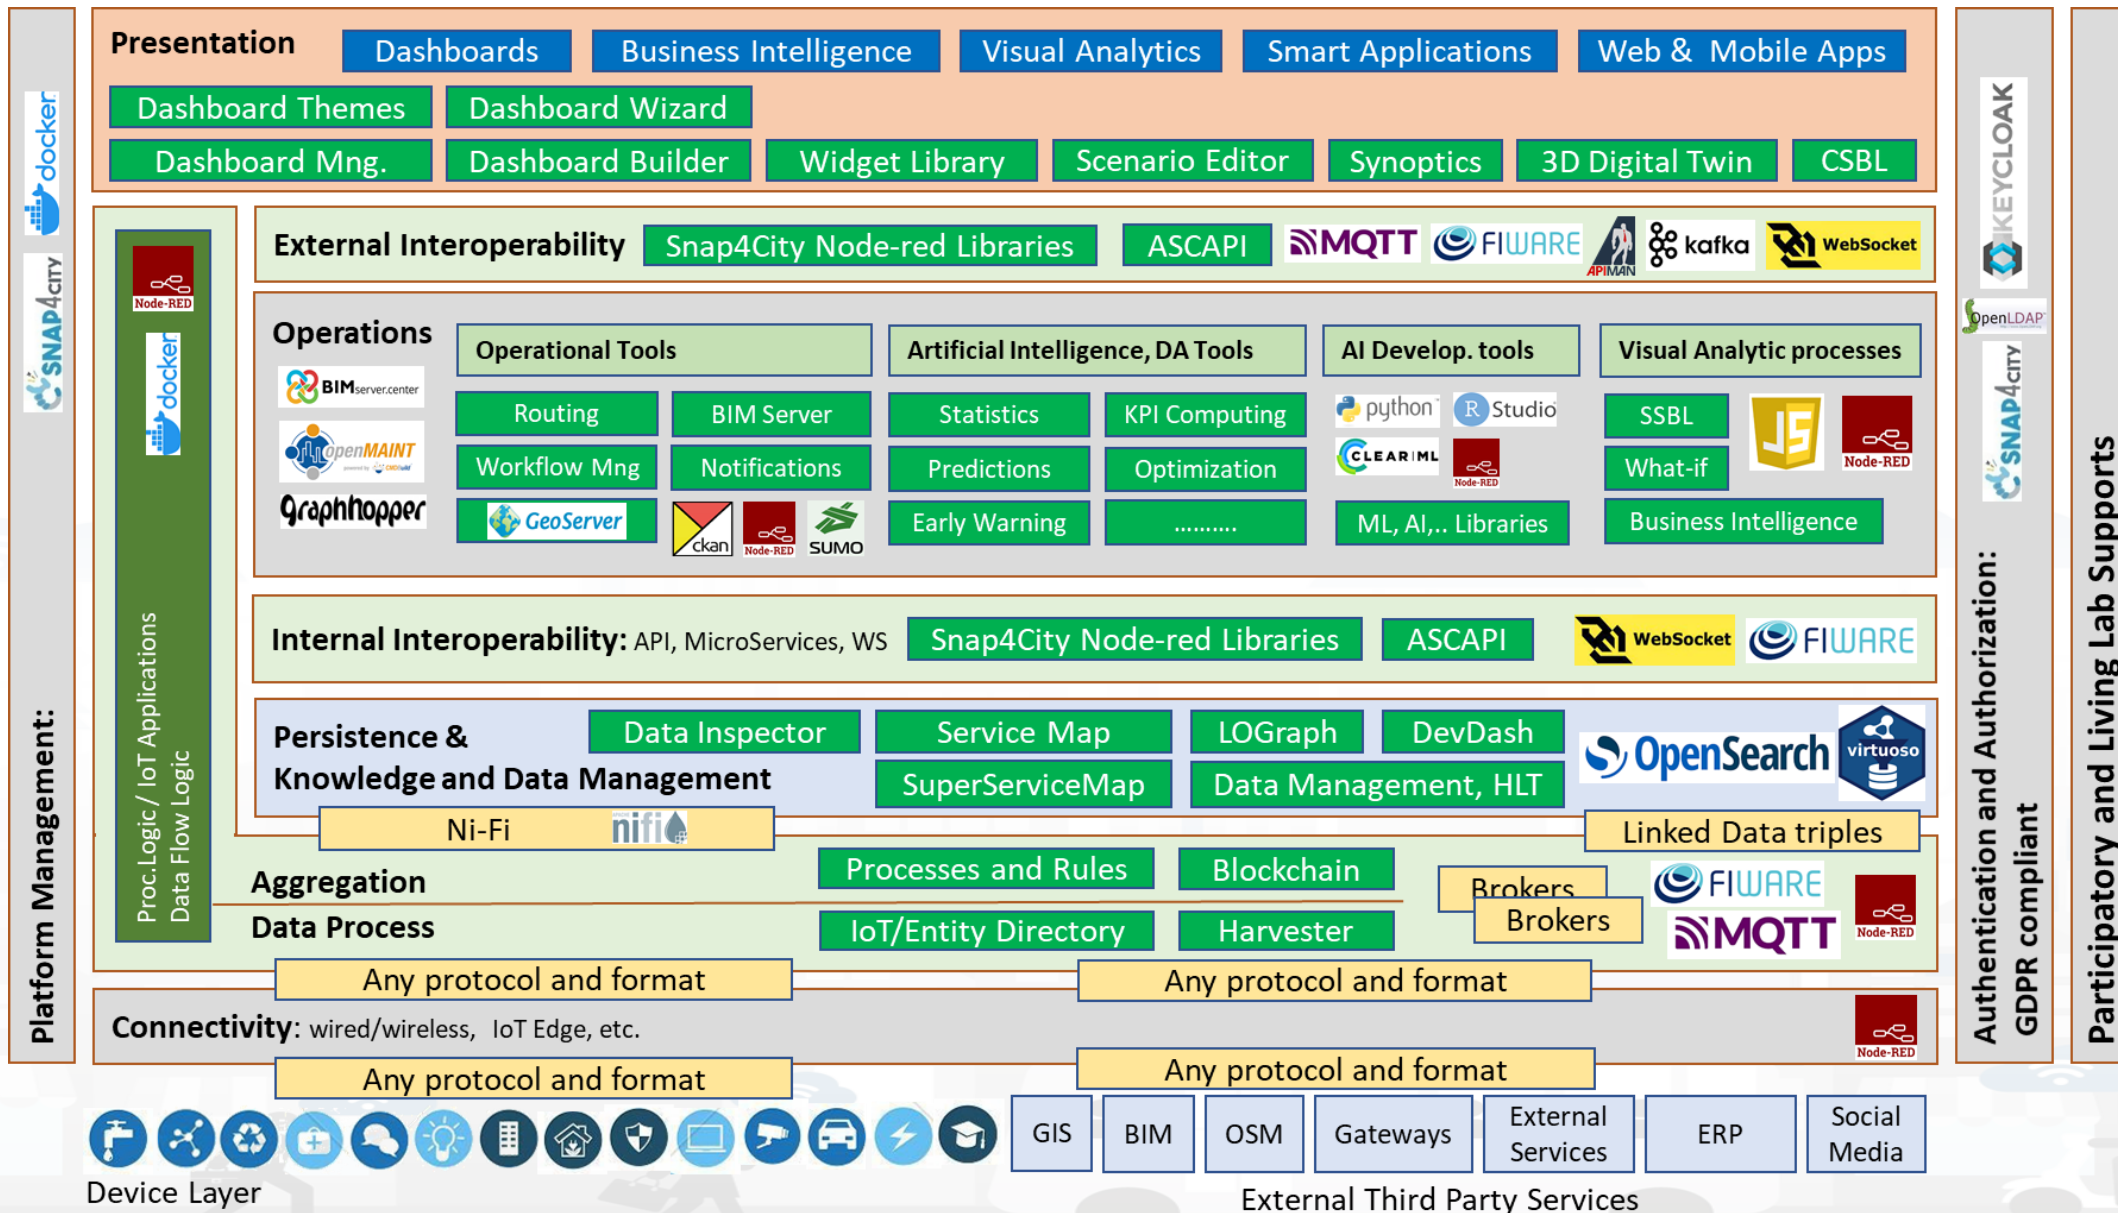 Presentation
Dashboards
Business Intelligence
Visual Analytics
Smart Applications
Web & Mobile Apps
Dashboard Themes
Dashboard Wizard
Dashboard Mng.
Dashboard Builder
Widget Library
Scenario Editor
Synoptics
3D Digital Twin
CSBL
docker
SNAP4CITY
Platform Management:
Node-RED
docker
Proc.Logic / IoT Applications
Data Flow Logic
External Interoperability
Snap4City Node-red Libraries
ASCAPI
MQTT
FIWARE
APIMAN
kafka
WebSocket
Operations
BIMserver.center
openMAINT
powered by CMDBuild
Graphhopper
Operational Tools
Routing
BIM Server
Workflow Mng
Notifications
GeoServer
ckan
Node-RED
SUMO
Artificial Intelligence, DA Tools
Statistics
KPI Computing
Predictions
Optimization
Early Warning
..........
AI Develop. tools
python
R Studio
CLEAR|ML
Node-RED
ML, AI,.. Libraries
Visual Analytic processes
SSBL
What-if
JS
Node-RED
Business Intelligence
Internal Interoperability: API, MicroServices, WS
Snap4City Node-red Libraries
ASCAPI
WebSocket
FIWARE
Persistence &
Knowledge and Data Management
Data Inspector
Service Map
LOGraph
DevDash
SuperServiceMap
Data Management, HLT
OpenSearch
virtuoso
Ni-Fi
nifi
Linked Data triples
Aggregation
Processes and Rules
Blockchain
Brokers
Brokers
FIWARE
MQTT
Node-RED
Data Process
IoT/Entity Directory
Harvester
Any protocol and format
Any protocol and format
Connectivity: wired/wireless, IoT Edge, etc.
Node-RED
Any protocol and format
Any protocol and format
GIS
BIM
OSM
Gateways
External
Services
ERP
Social
Media
Device Layer
External Third Party Services
KEYCLOAK
OpenLDAP
SNAP4CITY
Authentication and Authorization:
GDPR compliant
Participatory and Living Lab Supports